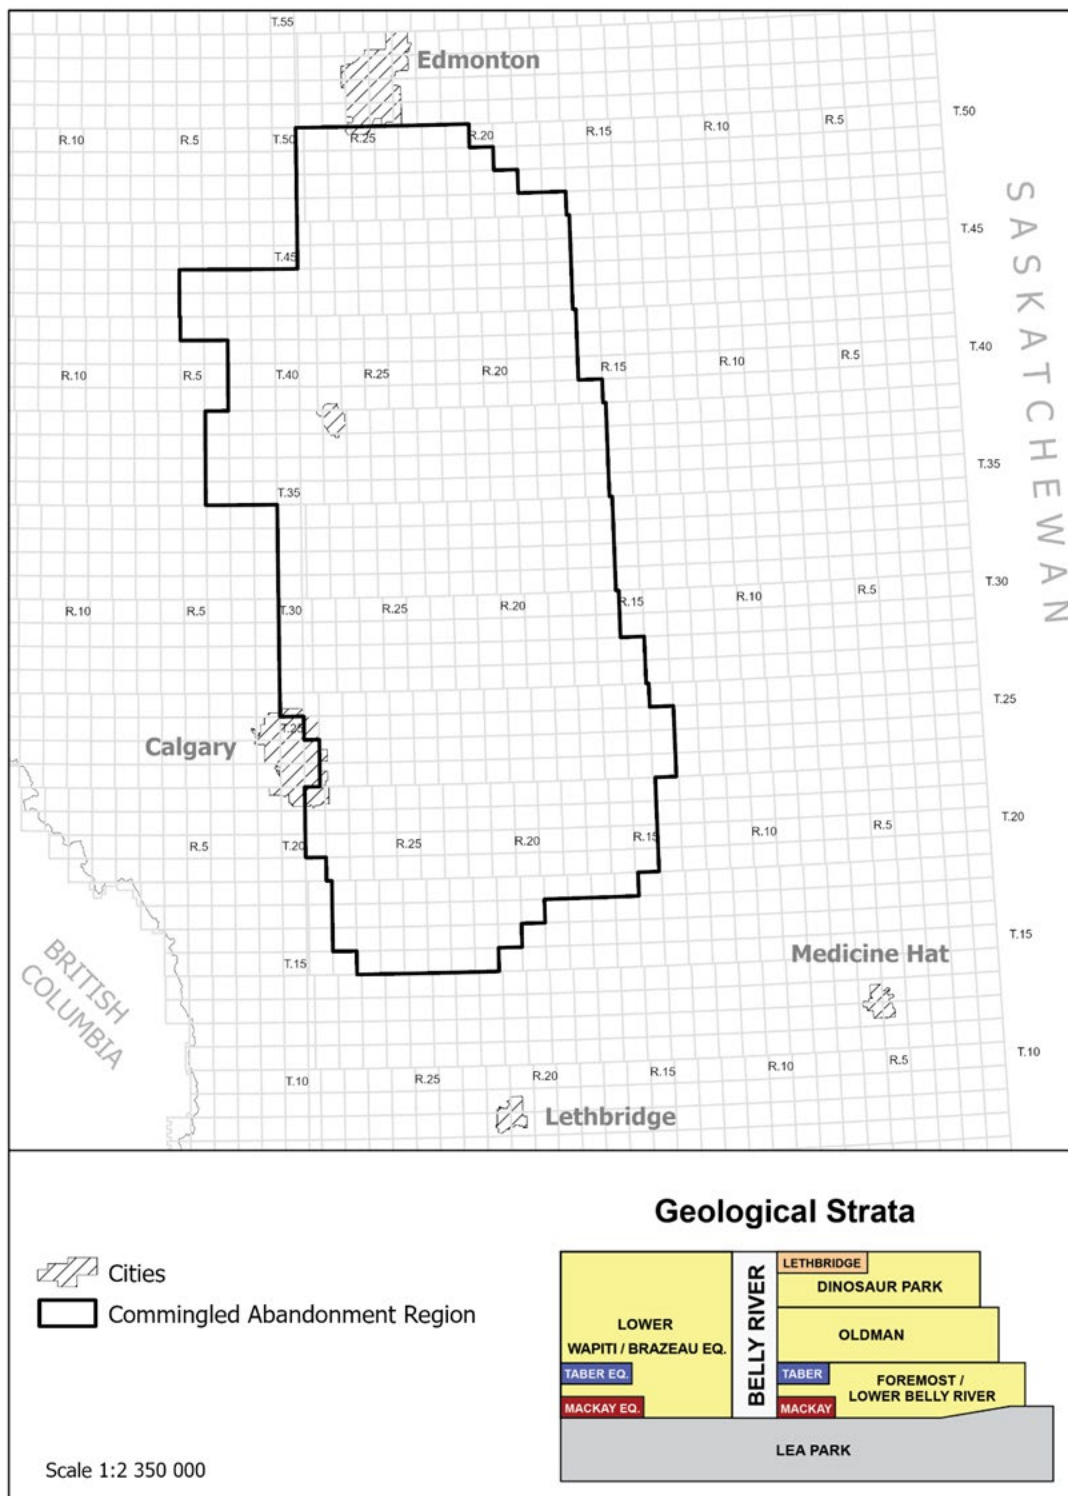 T.55
Edmonton
T.50
R.10 R.5 T.50 R.25 R.20 R.15 R.10 R.5
T.45
T.45
T.40
R.10 R.5 T.40 R.25 R.20 R.15 R.10 R.5
T.35
T.35
SASKATCHEWAN
T.30
R.10 R.5 T.30 R.25 R.20 R.15 R.10 R.5
T.25
T.25
Calgary
T.20
R.5 T.20 R.25 R.20 R.15 R.10 R.5
T.15
T.15
Medicine Hat
BRITISH
COLUMBIA
T.10
T.10 R.25 R.20 R.15 R.10 R.5
Lethbridge
Geological Strata
Cities
Commingled Abandonment Region
LOWER
WAPITI / BRAZEAU EQ.
TABER EQ.
MACKAY EQ.
BELLY RIVER
LETHBRIDGE
DINOSAUR PARK
OLDMAN
TABER
FOREMOST /
LOWER BELLY RIVER
MACKAY
LEA PARK
Scale 1:2 350 000